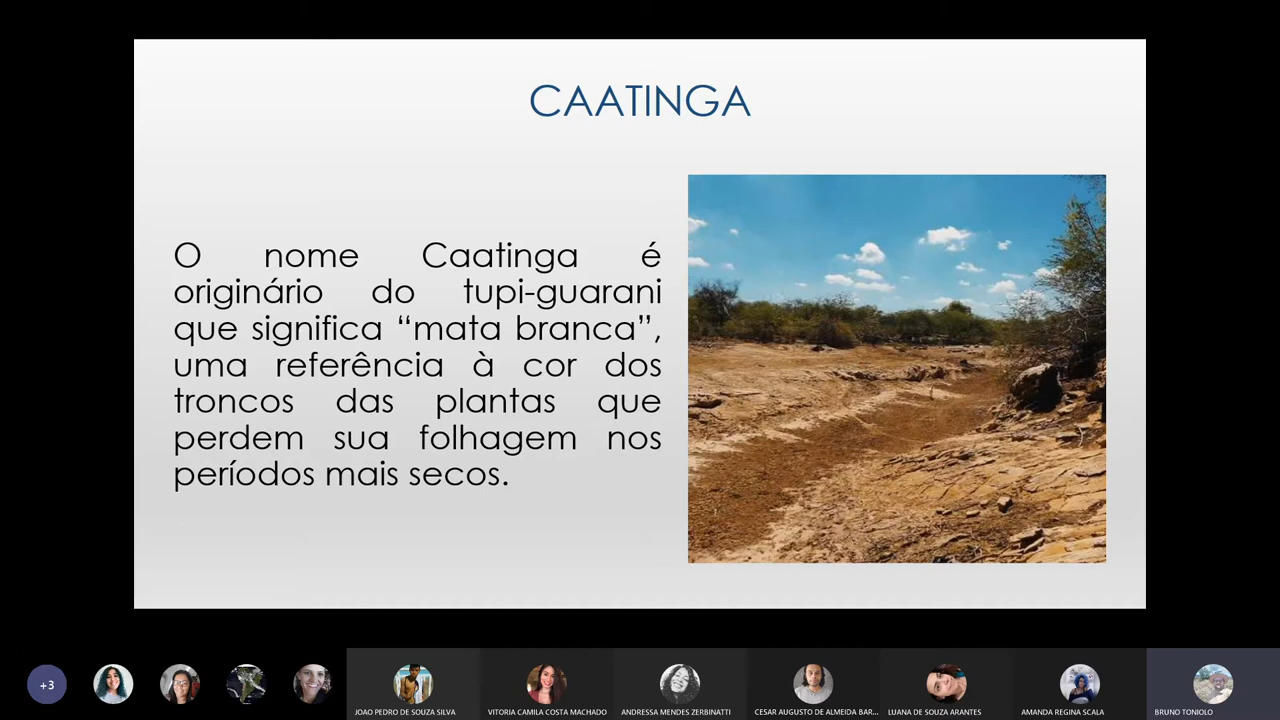 CAATINGA
O nome Caatinga é
originário do tupi-guarani
que significa “mata branca”,
uma referência à cor dos
troncos das plantas que
perdem sua folhagem nos
períodos mais secos.
+3
JOAO PEDRO DE SOUZA SILVA
VITORIA CAMILA COSTA MACHADO
ANDRESSA MENDES ZERBINATTI
CESAR AUGUSTO DE ALMEIDA BAR...
LUANA DE SOUZA ARANTES
AMANDA REGINA SCALA
BRUNO TONIOLO